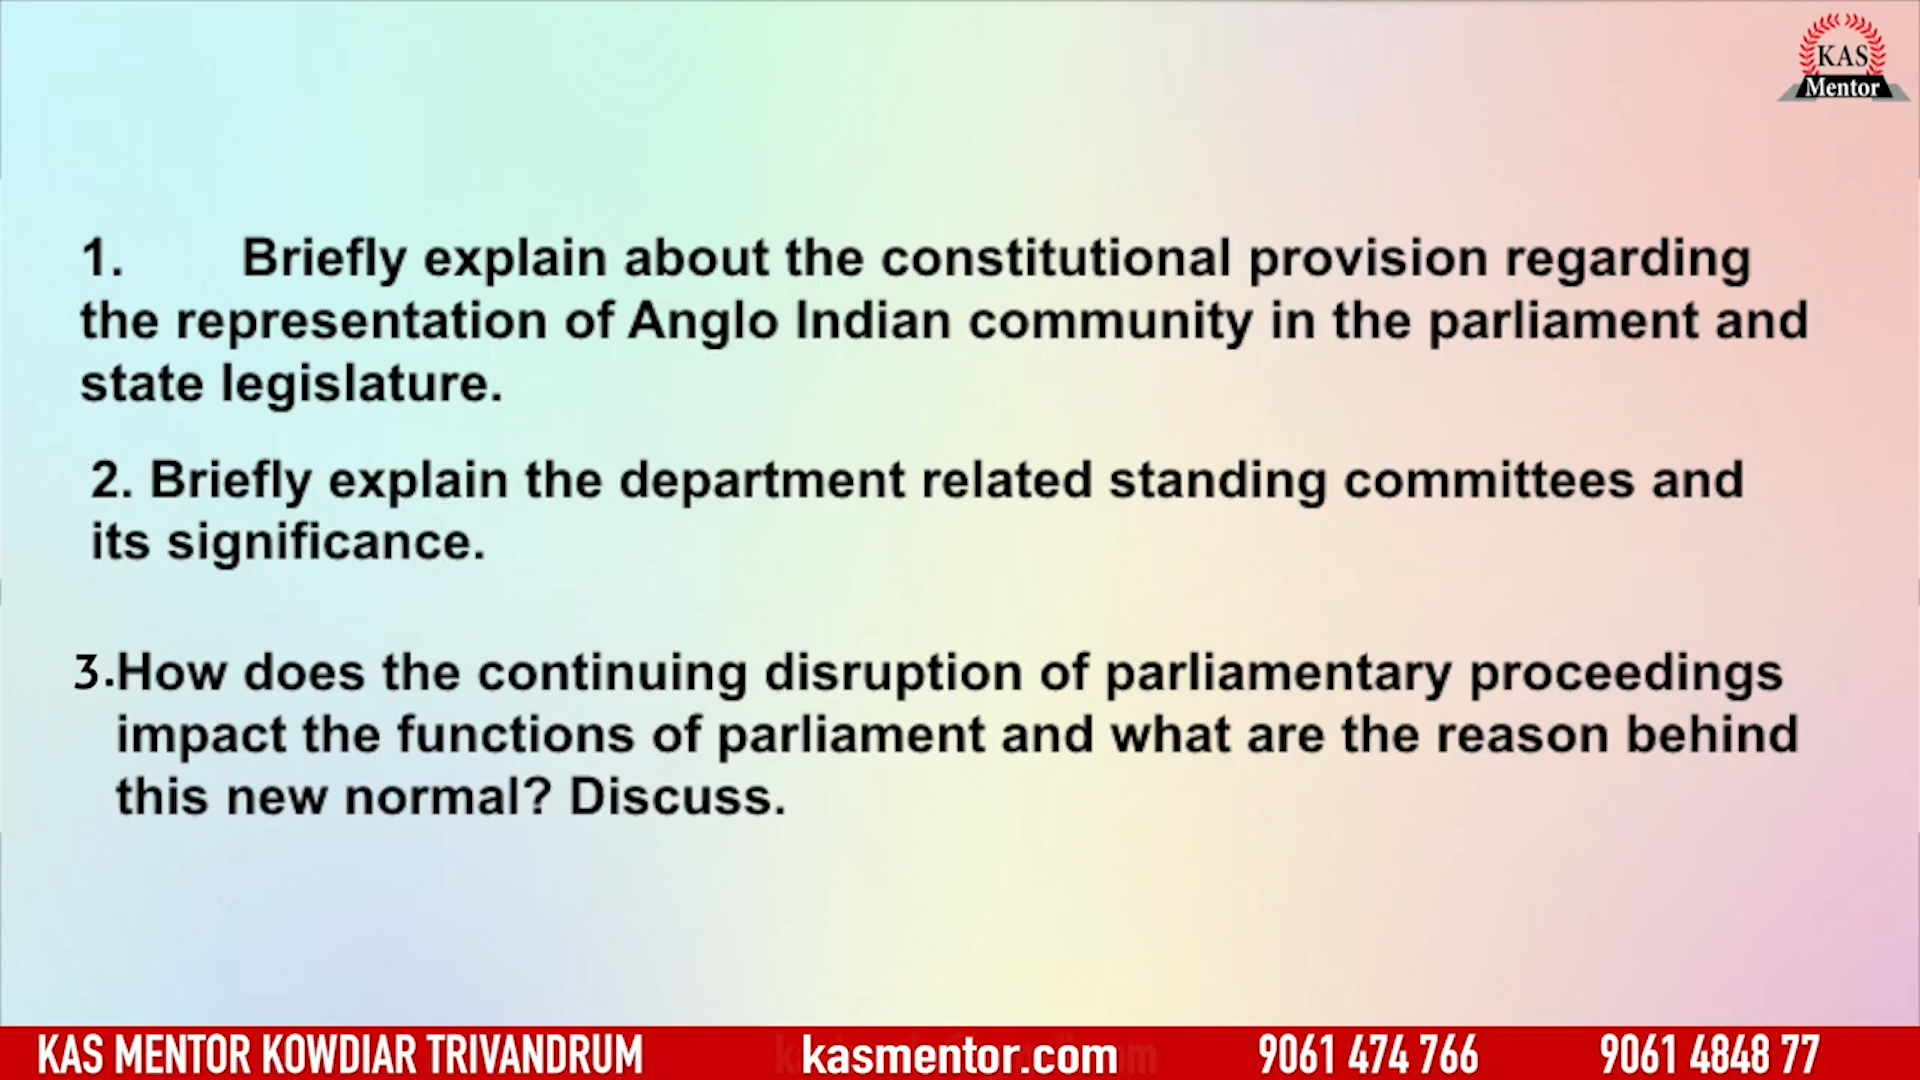 KAS
Mentor
1. Briefly explain about the constitutional provision regarding
the representation of Anglo Indian community in the parliament and
state legislature.
2. Briefly explain the department related standing committees and
its significance.
3.How does the continuing disruption of parliamentary proceedings
impact the functions of parliament and what are the reason behind
this new normal? Discuss.
KAS MENTOR KOWDIAR TRIVANDRUM kasmentor.com 9061 474 766 9061 4848 77